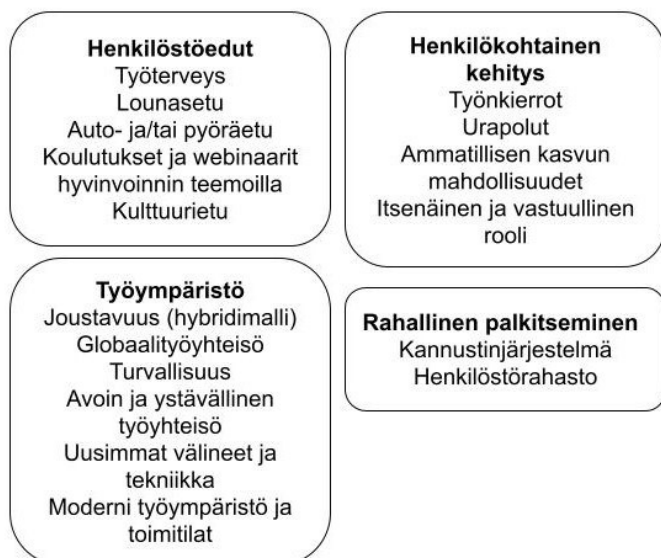 Henkilöstöedut
Työterveys
Lounasetu
Auto- ja/tai pyöräetu
Koulutukset ja webinaarit
hyvinvoinnin teemoilla
Kulttuurietu
Henkilökohtainen
kehitys
Työnkierrot
Urapolut
Ammatillisen kasvun
mahdollisuudet
Itsenäinen ja vastuullinen
rooli
Työympäristö
Joustavuus (hybridimalli)
Globaalityöyhteisö
Turvallisuus
Avoin ja ystävällinen
työyhteisö
Uusimmat välineet ja
tekniikka
Moderni työympäristö ja
toimitilat
Rahallinen palkitseminen
Kannustinjärjestelmä
Henkilöstörahasto